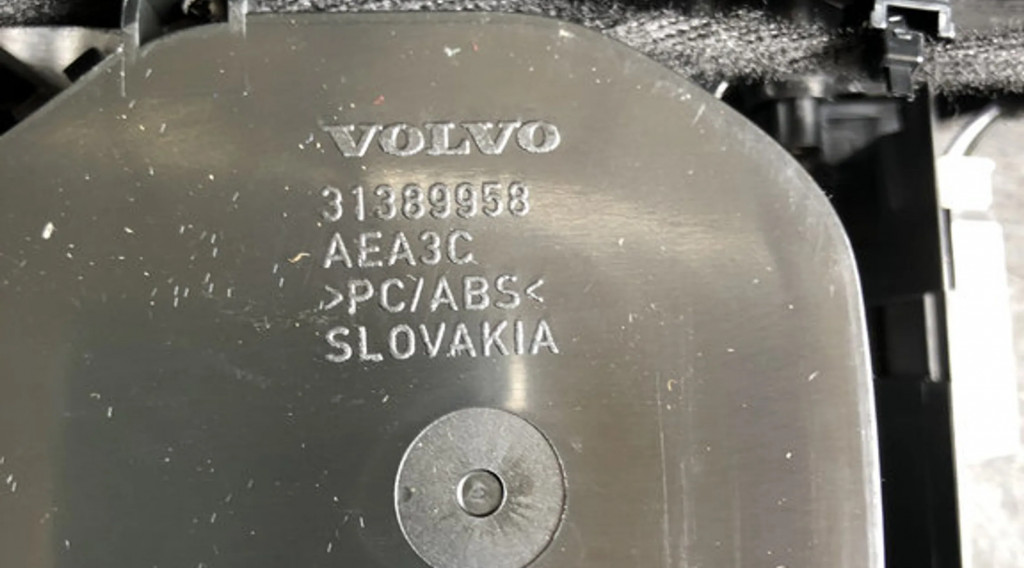 VOLVO
31389958
AEA3C
>PC/ABS<
SLOVAKIA